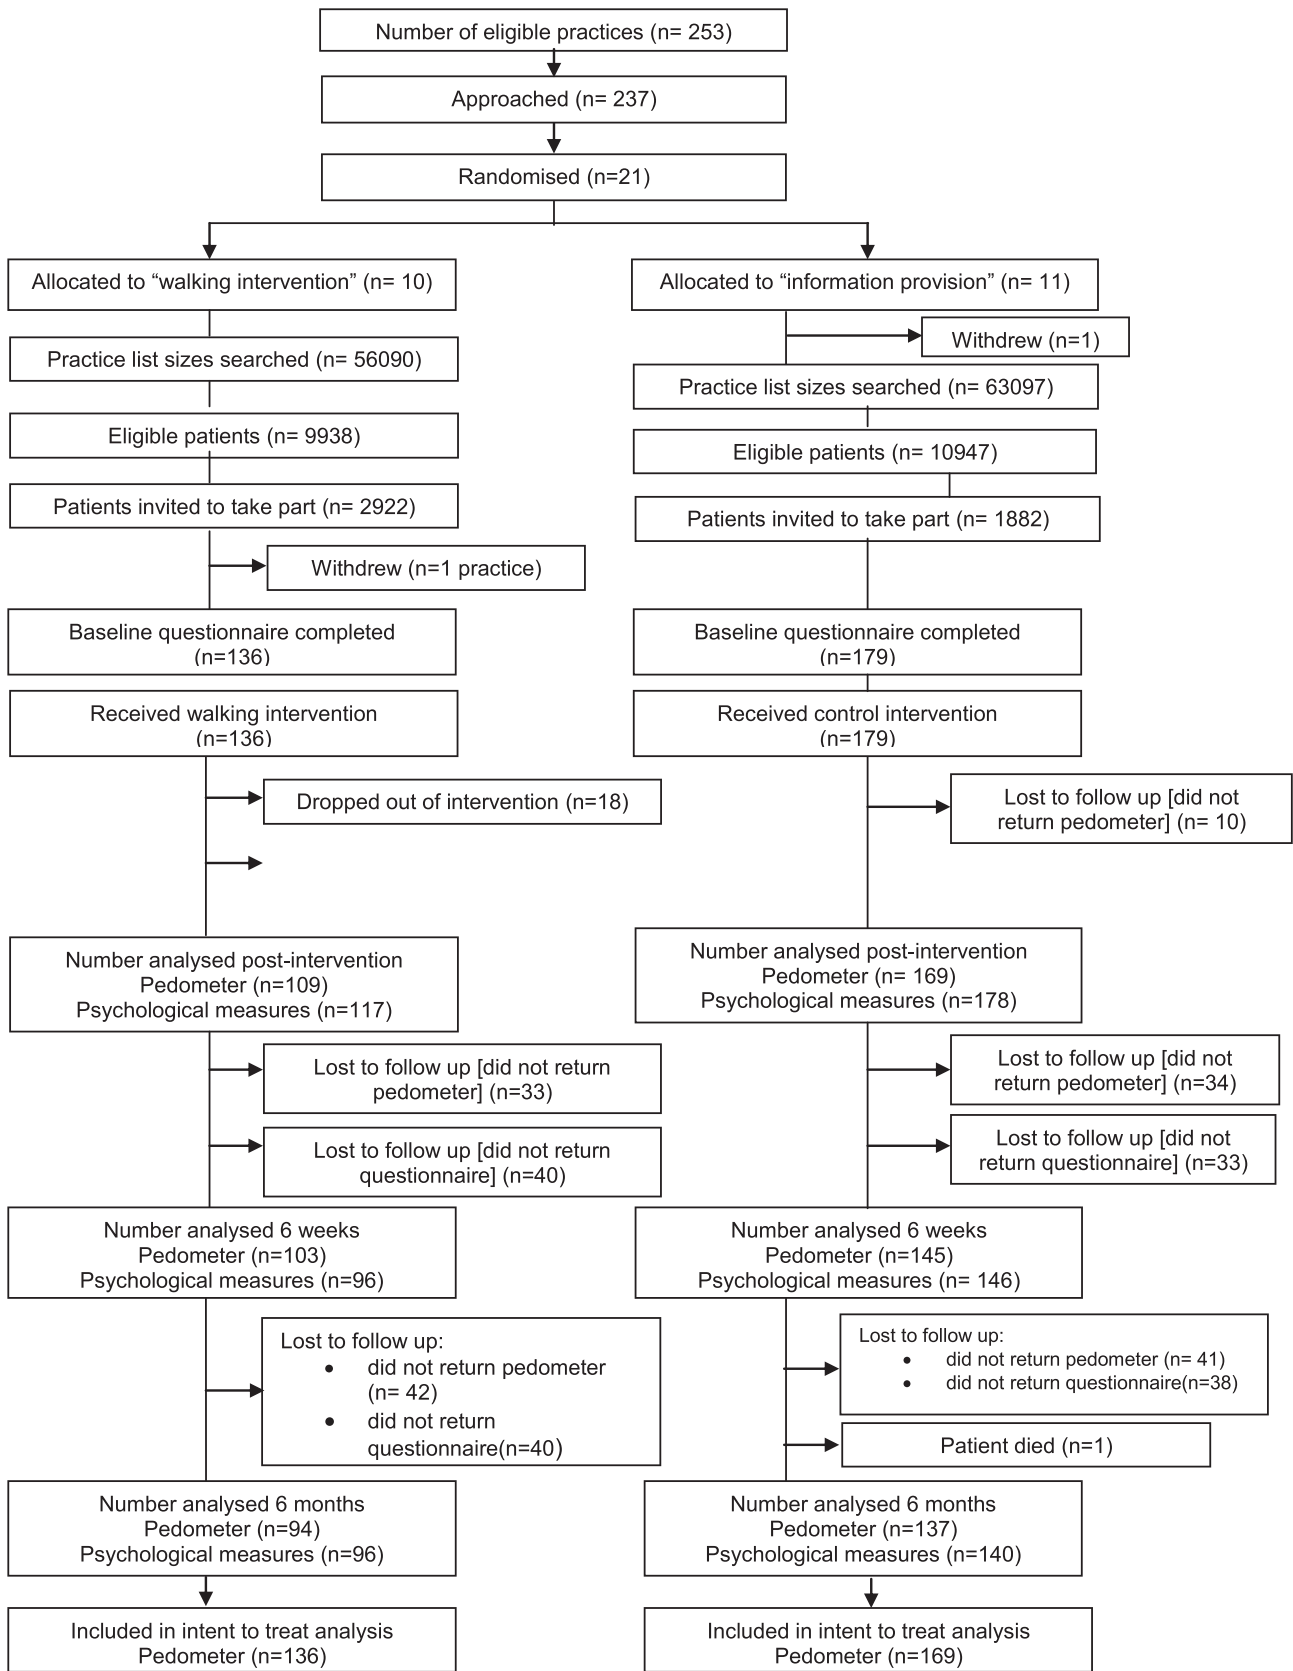 Number of eligible practices (n= 253)
Approached (n= 237)
Randomised (n=21)
Allocated to “walking intervention” (n= 10)
Practice list sizes searched (n= 56090)
Eligible patients (n= 9938)
Patients invited to take part (n= 2922)
Withdrew (n=1 practice)
Baseline questionnaire completed
(n=136)
Received walking intervention
(n=136)
Dropped out of intervention (n=18)
Number analysed post-intervention
Pedometer (n=109)
Psychological measures (n=117)
Lost to follow up [did not return
pedometer] (n=33)
Lost to follow up [did not return
questionnaire] (n=40)
Number analysed 6 weeks
Pedometer (n=103)
Psychological measures (n=96)
Lost to follow up:
• did not return pedometer
(n= 42)
• did not return
questionnaire(n=40)
Number analysed 6 months
Pedometer (n=94)
Psychological measures (n=96)
Included in intent to treat analysis
Pedometer (n=136)
Allocated to “information provision” (n= 11)
Withdrew (n=1)
Practice list sizes searched (n= 63097)
Eligible patients (n= 10947)
Patients invited to take part (n= 1882)
Baseline questionnaire completed
(n=179)
Received control intervention
(n=179)
Lost to follow up [did not
return pedometer] (n= 10)
Number analysed post-intervention
Pedometer (n= 169)
Psychological measures (n=178)
Lost to follow up [did not
return pedometer] (n=34)
Lost to follow up [did not
return questionnaire] (n=33)
Number analysed 6 weeks
Pedometer (n=145)
Psychological measures (n= 146)
Lost to follow up:
• did not return pedometer (n= 41)
• did not return questionnaire(n=38)
Patient died (n=1)
Number analysed 6 months
Pedometer (n=137)
Psychological measures (n=140)
Included in intent to treat analysis
Pedometer (n=169)